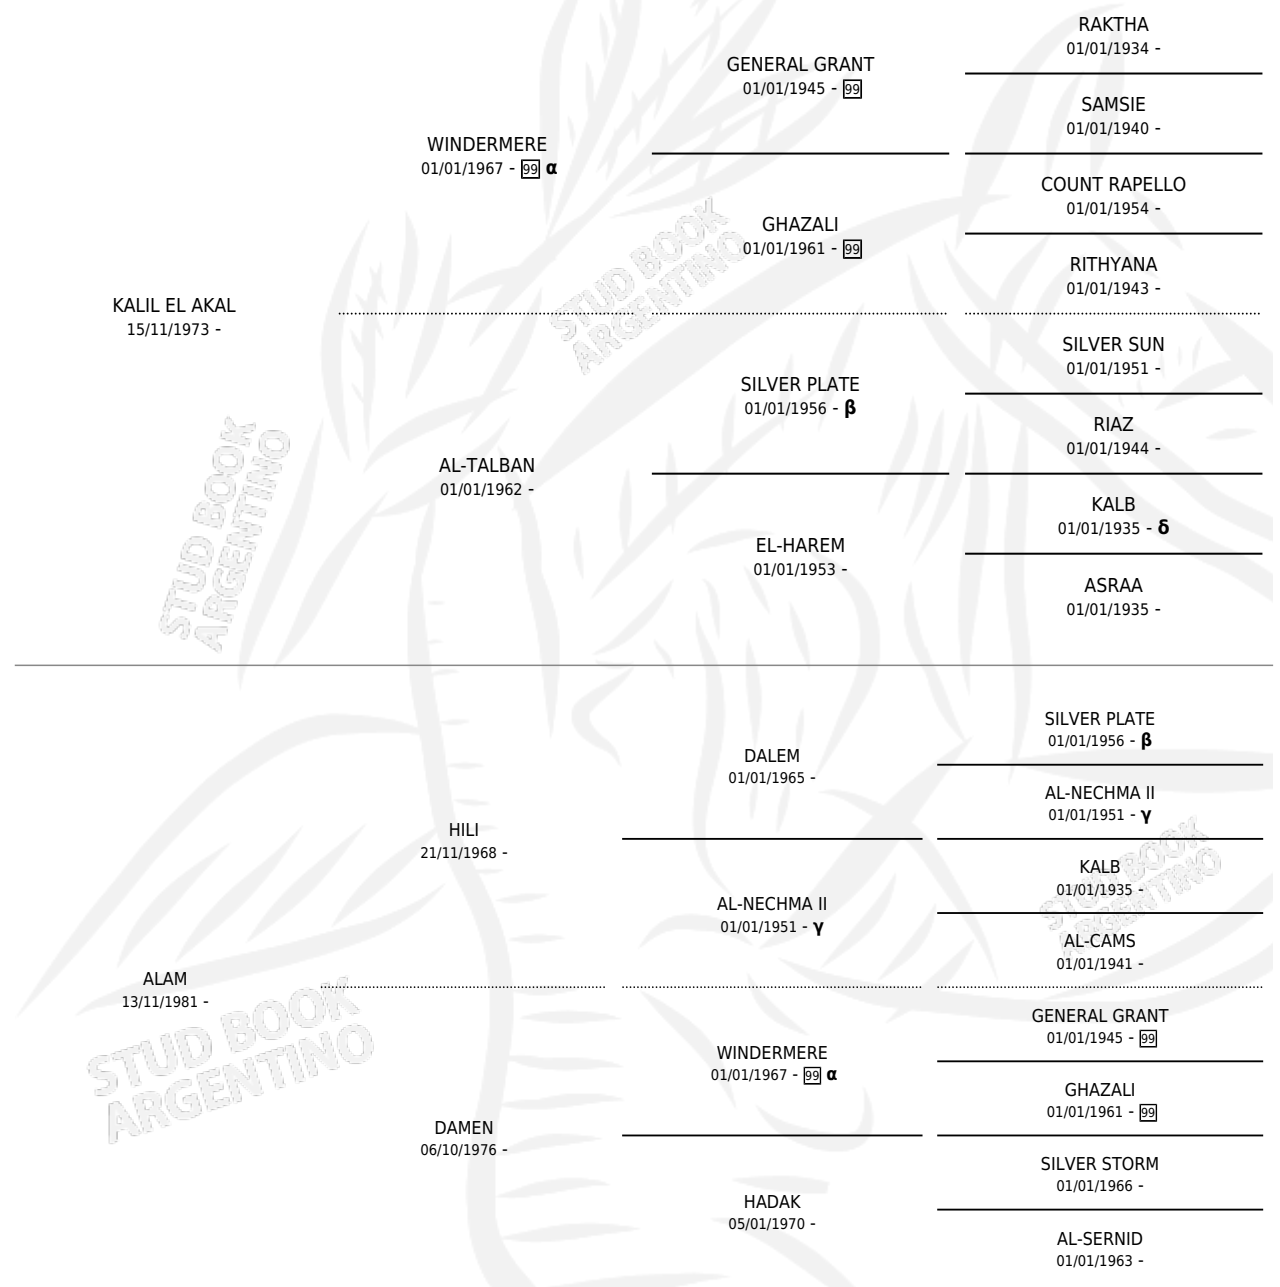 RAKTHA
01/01/1934 -
GENERAL GRANT
01/01/1945 - 99
SAMSIE
01/01/1940 -
WINDERMERE
01/01/1967 - 99 α
COUNT RAPELLO
01/01/1954 -
GHAZALI
01/01/1961 - 99
RITHYANA
01/01/1943 -
KALIL EL AKAL
15/11/1973 -
SILVER SUN
01/01/1951 -
SILVER PLATE
01/01/1956 - β
RIAZ
01/01/1944 -
AL-TALBAN
01/01/1962 -
KALB
01/01/1935 - δ
EL-HAREM
01/01/1953 -
ASRAA
01/01/1935 -
STUD BOOK
ARGENTINO
STUD BOOK
ARGENTINO
SILVER PLATE
01/01/1956 - β
DALEM
01/01/1965 -
AL-NECHMA II
01/01/1951 - γ
HILI
21/11/1968 -
KALB
01/01/1935 -
AL-NECHMA II
01/01/1951 - γ
AL-CAMS
01/01/1941 -
ALAM
13/11/1981 -
GENERAL GRANT
01/01/1945 - 99
WINDERMERE
01/01/1967 - 99 α
GHAZALI
01/01/1961 - 99
DAMEN
06/10/1976 -
SILVER STORM
01/01/1966 -
HADAK
05/01/1970 -
AL-SERNID
01/01/1963 -
STUD BOOK
ARGENTINO
STUD BOOK
ARGENTINO